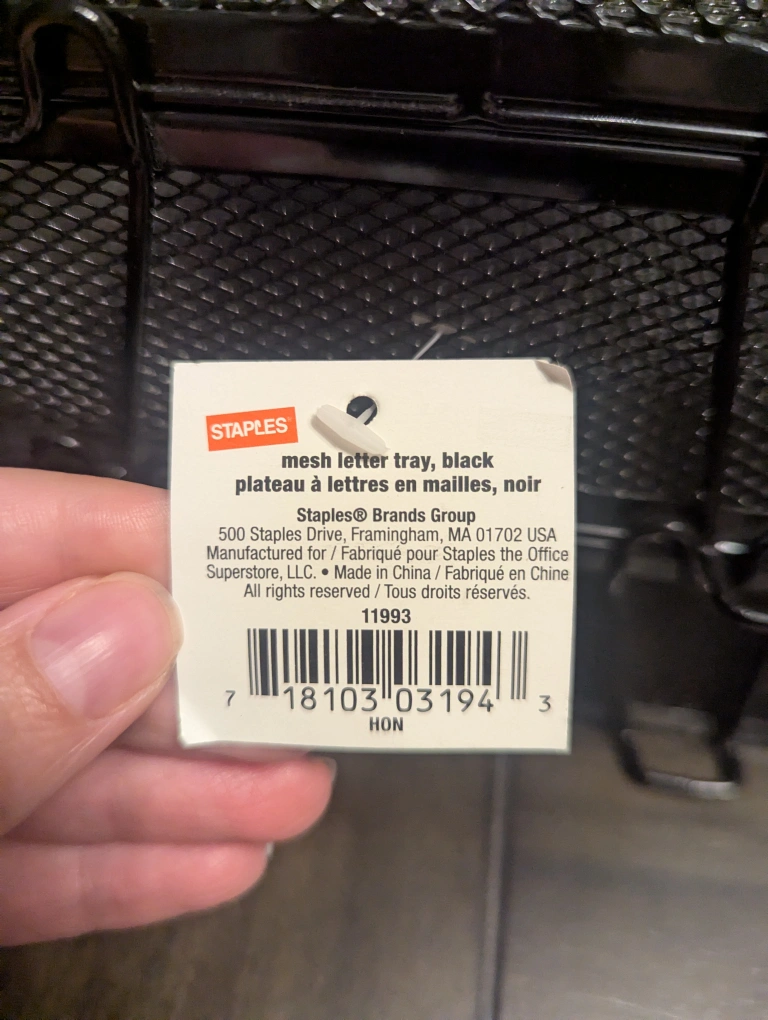 STAPLES®
mesh letter tray, black
plateau à lettres en mailles, noir
Staples® Brands Group
500 Staples Drive, Framingham, MA 01702 USA
Manufactured for / Fabriqué pour Staples the Office
Superstore, LLC. • Made in China / Fabriqué en Chine
All rights reserved / Tous droits réservés.
11993
7 18103 03194 3
HON